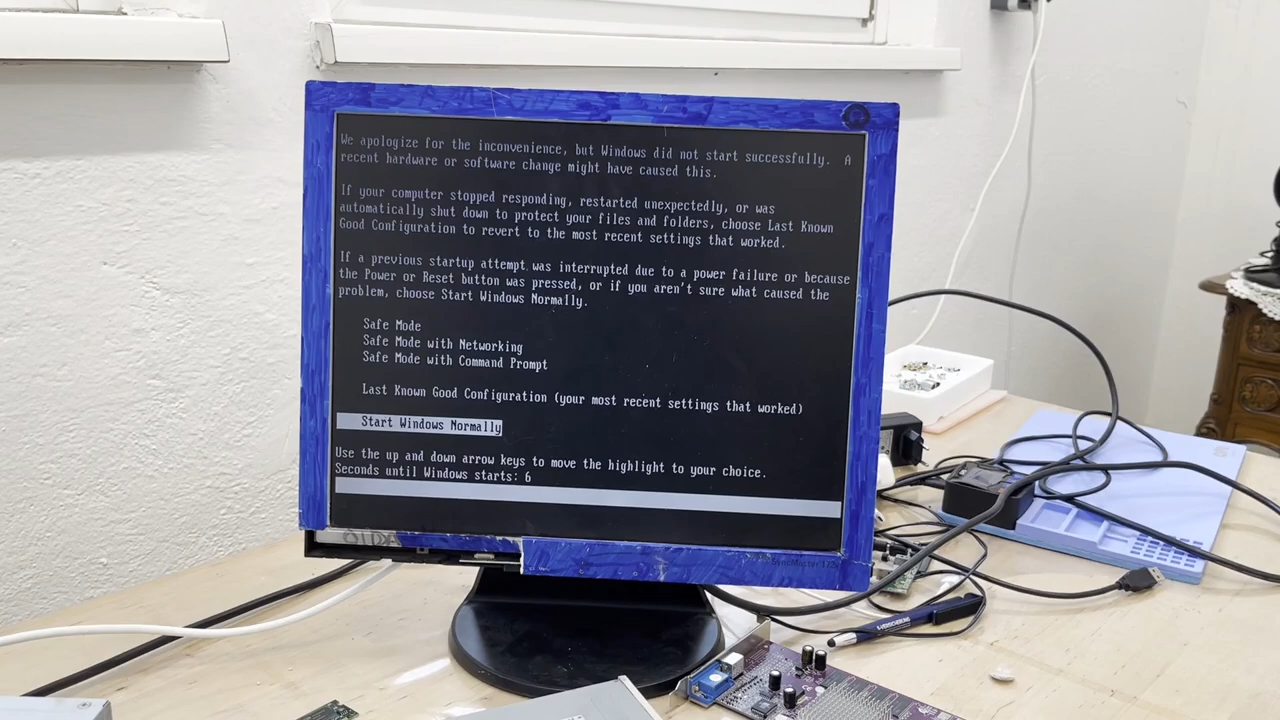 We apologize for the inconvenience, but Windows did not start successfully. A
recent hardware or software change might have caused this.
If your computer stopped responding, restarted unexpectedly, or was
automatically shut down to protect your files and folders, choose Last Known
Good Configuration to revert to the most recent settings that worked.
If a previous startup attempt was interrupted due to a power failure or because
the Power or Reset button was pressed, or if you aren't sure what caused the
problem, choose Start Windows Normally.
Safe Mode
Safe Mode with Networking
Safe Mode with Command Prompt
Last Known Good Configuration (your most recent settings that worked)
Start Windows Normally
Use the up and down arrow keys to move the highlight to your choice.
Seconds until Windows starts: 6
OLDA
SyncMaster